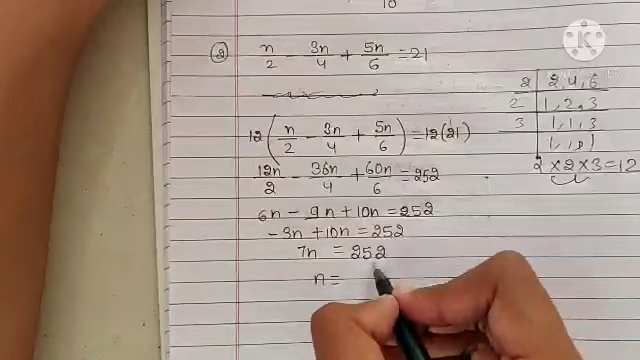 10
② n/2 - 3n/4 + 5n/6 = 21
12(n/2 - 3n/4 + 5n/6) = 12(21)
12n/2 - 36n/4 + 60n/6 = 252
6n - 9n + 10n = 252
-3n + 10n = 252
7n = 252
n =
2 | 2, 4, 6
2 | 1, 2, 3
3 | 1, 1, 3
1, 1, 1
2 × 2 × 3 = 12
K